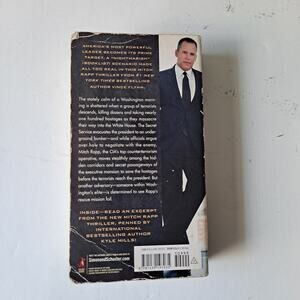 AMERICA'S MOST POWERFUL
LEADER BECOMES ITS PRIME
TARGET, A "NIGHTMARISH"
(BOOKLIST) SCENARIO MADE
ALL TOO REAL IN THIS MITCH
RAPP THRILLER FROM #1 NEW
YORK TIMES BESTSELLING
AUTHOR VINCE FLYNN.
The stately calm of a Washington morn-
ing is shattered when a group of terrorists
descends, killing dozens and taking nearly
one hundred hostages as they massacre
their way into the White House. The Secret
Service evacuates the president to an under-
ground bunker—and while officials argue
over how to negotiate with the enemy,
Mitch Rapp, the CIA's top counterterrorism
operative, moves stealthily among the hid-
den corridors and secret passageways of
the executive mansion to save the hostages
before the terrorists reach the president. But
another adversary—someone within Wash-
ington's elite—is determined to see Rapp's
rescue mission fail.
INSIDE—READ AN EXCERPT
FROM THE NEW MITCH RAPP
THRILLER, PENNED BY
INTERNATIONAL
BESTSELLING AUTHOR
KYLE MILLS!
SimonandSchuster.com